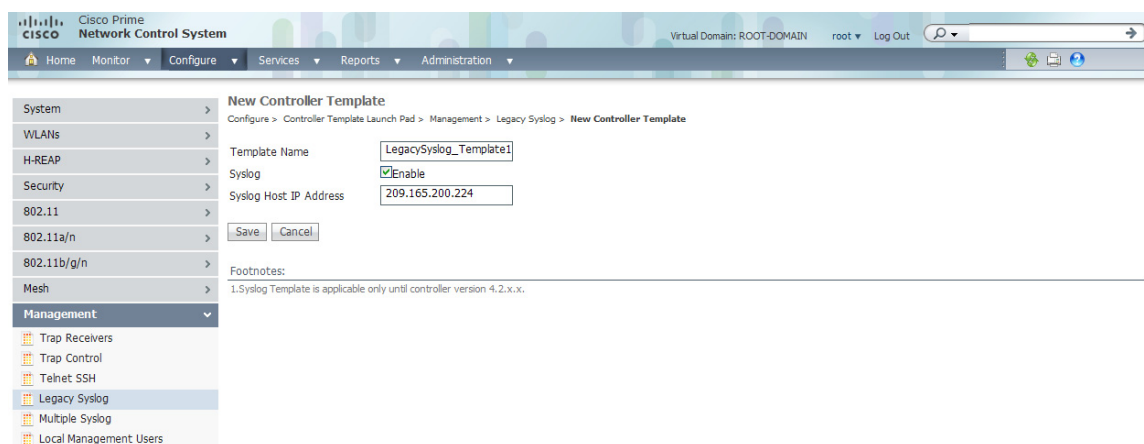 Cisco Prime
CISCO Network Control System
Virtual Domain: ROOT-DOMAIN root Log Out
Home Monitor Configure Services Reports Administration
System
WLANs
H-REAP
Security
802.11
802.11a/n
802.11b/g/n
Mesh
Management
Trap Receivers
Trap Control
Telnet SSH
Legacy Syslog
Multiple Syslog
Local Management Users
New Controller Template
Configure > Controller Template Launch Pad > Management > Legacy Syslog > New Controller Template
Template Name LegacySyslog_Template1
Syslog Enable
Syslog Host IP Address 209.165.200.224
Save Cancel
Footnotes:
1.Syslog Template is applicable only until controller version 4.2.x.x.